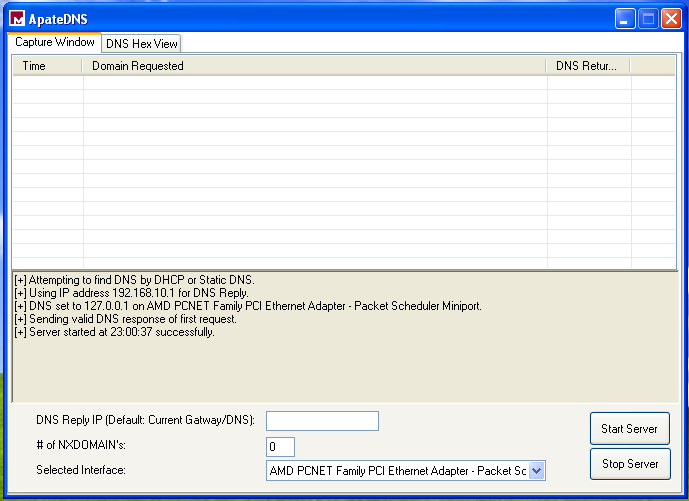 ApateDNS
Capture Window DNS Hex View
Time Domain Requested DNS Retur...
[+] Attempting to find DNS by DHCP or Static DNS.
[+] Using IP address 192.168.10.1 for DNS Reply.
[+] DNS set to 127.0.0.1 on AMD PCNET Family PCI Ethernet Adapter - Packet Scheduler Miniport.
[+] Sending valid DNS response of first request.
[+] Server started at 23:00:37 successfully.
DNS Reply IP (Default: Current Gatway/DNS):
# of NXDOMAIN's: 0
Selected Interface: AMD PCNET Family PCI Ethernet Adapter - Packet Sc
Start Server
Stop Server